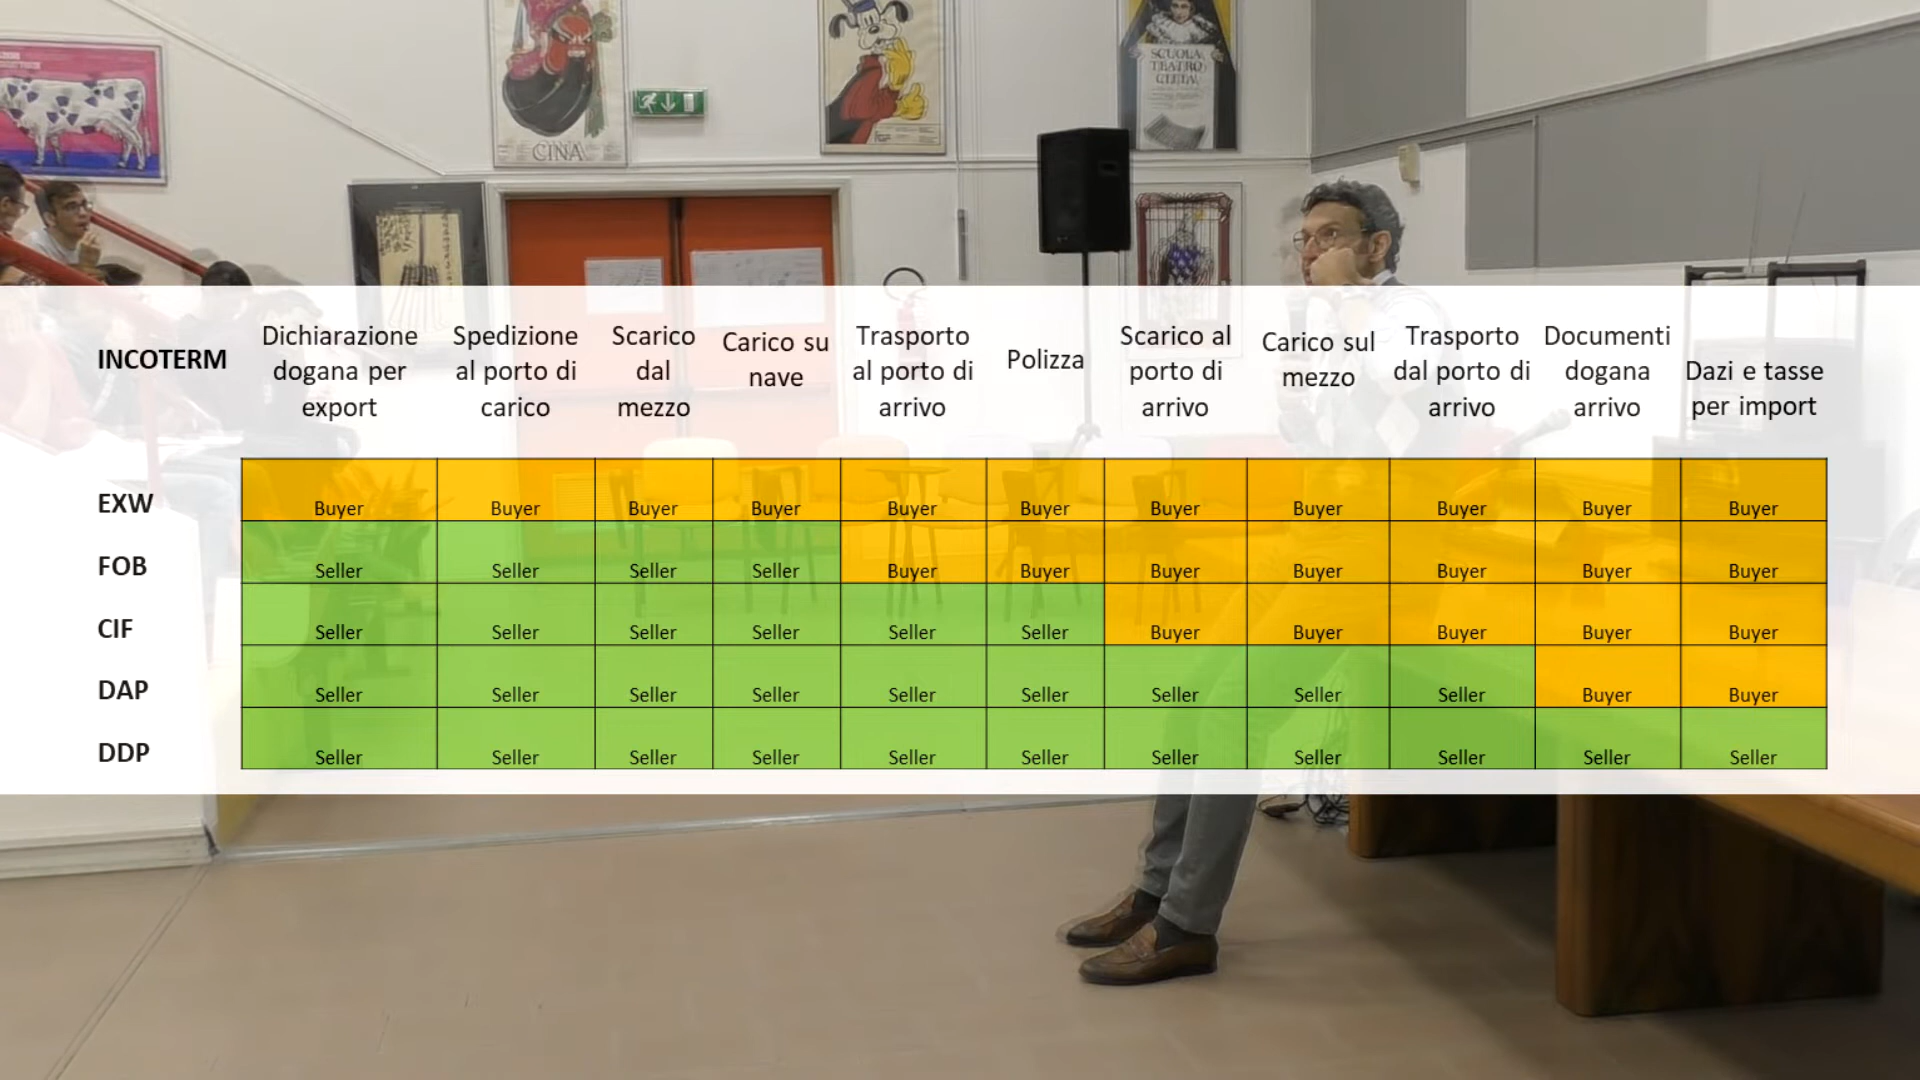 CINA
SCUOLA
TEATRO
INCOTERM
Dichiarazione
dogana per
export
Spedizione
al porto di
carico
Scarico
dal
mezzo
Carico su
nave
Trasporto
al porto di
arrivo
Polizza
Scarico al
porto di
arrivo
Carico sul
mezzo
Trasporto
dal porto di
arrivo
Documenti
dogana
arrivo
Dazi e tasse
per import
EXW Buyer Buyer Buyer Buyer Buyer Buyer Buyer Buyer Buyer Buyer Buyer
FOB Seller Seller Seller Seller Buyer Buyer Buyer Buyer Buyer Buyer Buyer
CIF Seller Seller Seller Seller Seller Seller Buyer Buyer Buyer Buyer Buyer
DAP Seller Seller Seller Seller Seller Seller Seller Seller Seller Buyer Buyer
DDP Seller Seller Seller Seller Seller Seller Seller Seller Seller Seller Seller